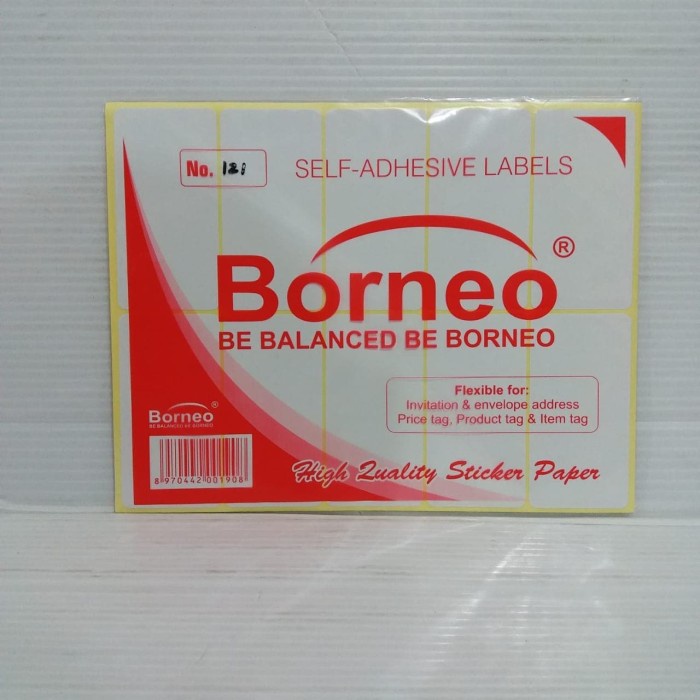 No. 121
SELF-ADHESIVE LABELS
Borneo®
BE BALANCED BE BORNEO
Flexible for:
Invitation & envelope address
Price tag, Product tag & Item tag
Borneo®
BE BALANCED BE BORNEO
8 970442 001908
High Quality Sticker Paper